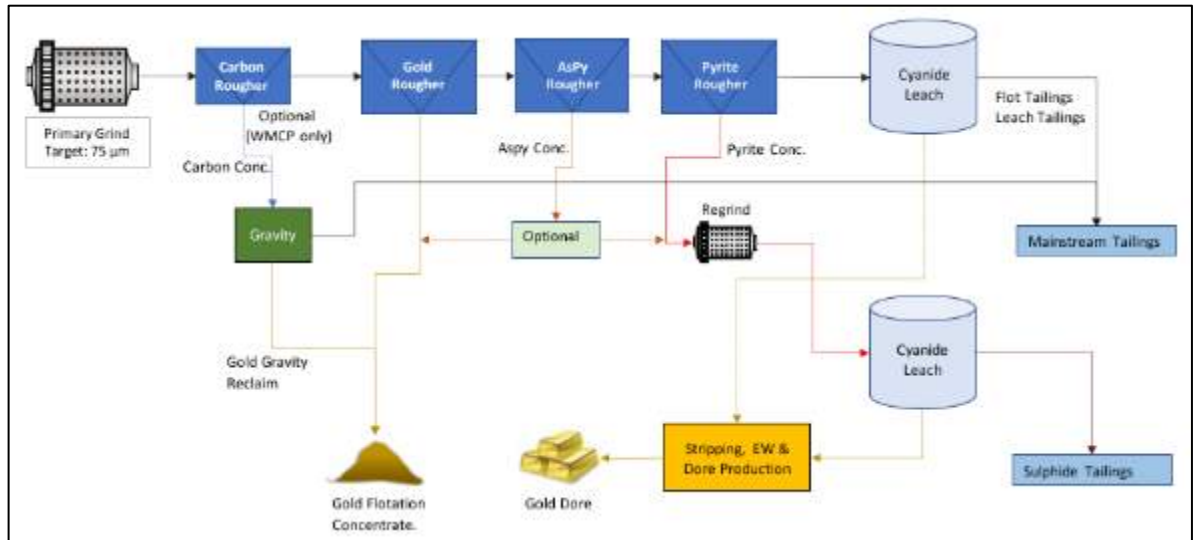 Carbon
Rougher
Gold
Rougher
AsPy
Rougher
Pyrite
Rougher
Cyanide
Leach
Flot Tailings
Leach Tailings
Primary Grind
Target: 75 µm
Optional
(WMCP only)
Carbon Conc.
Aspy Conc.
Pyrite Conc.
Gravity
Optional
Regrind
Mainstream Tailings
Gold Gravity
Reclaim
Cyanide
Leach
Stripping, EW &
Dore Production
Sulphide Tailings
Gold Flotation
Concentrate.
Gold Dore